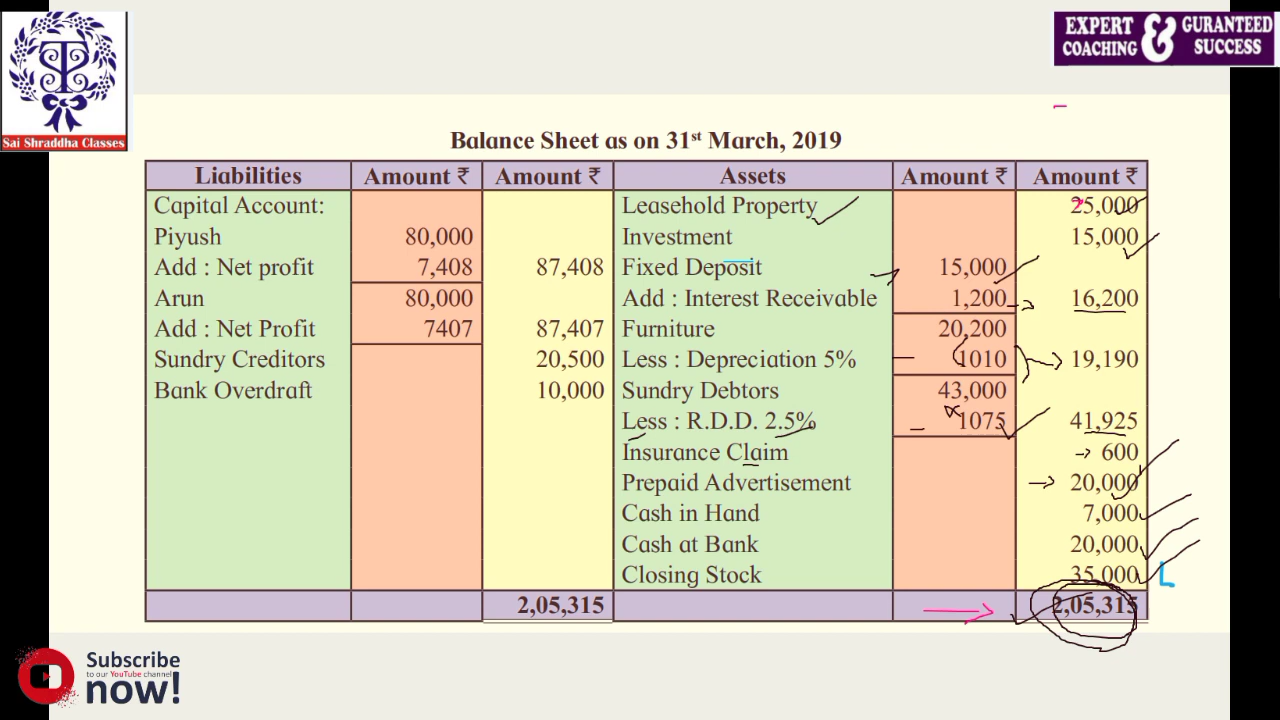 Sai Shraddha Classes
EXPERT & GURANTEED
COACHING SUCCESS
Balance Sheet as on 31st March, 2019
Liabilities Amount ₹ Amount ₹ Assets Amount ₹ Amount ₹
Capital Account: Leasehold Property 25,000
Piyush 80,000 Investment 15,000
Add : Net profit 7,408 87,408 Fixed Deposit 15,000
Arun 80,000 Add : Interest Receivable 1,200 16,200
Add : Net Profit 7407 87,407 Furniture 20,200
Sundry Creditors 20,500 Less : Depreciation 5% 1010 19,190
Bank Overdraft 10,000 Sundry Debtors 43,000
Less : R.D.D. 2.5% 1075 41,925
Insurance Claim 600
Prepaid Advertisement 20,000
Cash in Hand 7,000
Cash at Bank 20,000
Closing Stock 35,000
2,05,315 2,05,315
Subscribe
to our YouTube channel
now!